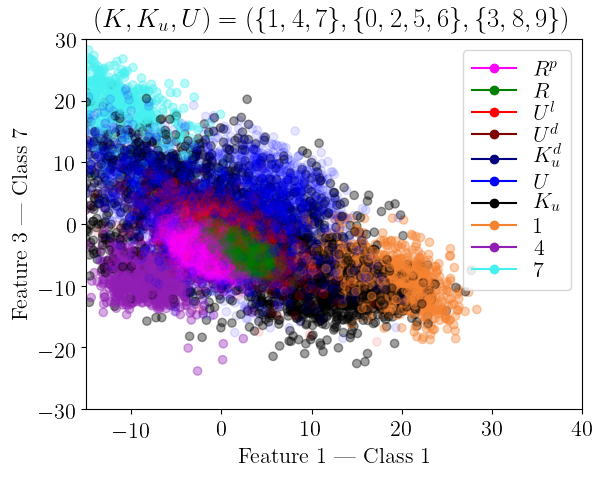 (K, K_u, U) = ({1, 4, 7}, {0, 2, 5, 6}, {3, 8, 9})
30
20
10
0
−10
−20
−30
Feature 3 — Class 7
R^p
R
U^l
U^d
K_u^d
U
K_u
1
4
7
−10
0
10
20
30
40
Feature 1 — Class 1